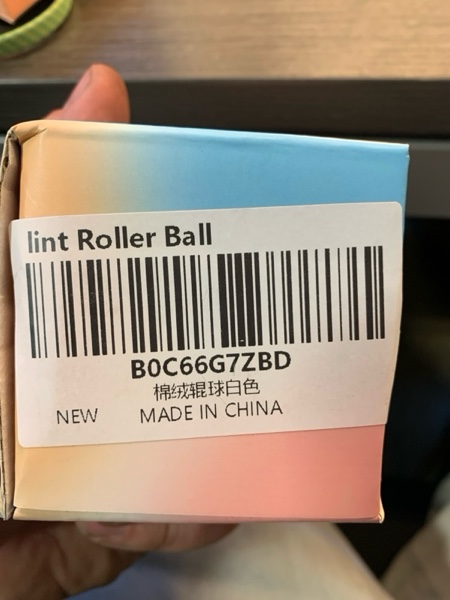 lint Roller Ball
B0C66G7ZBD
棉绒辊球白色
NEW MADE IN CHINA